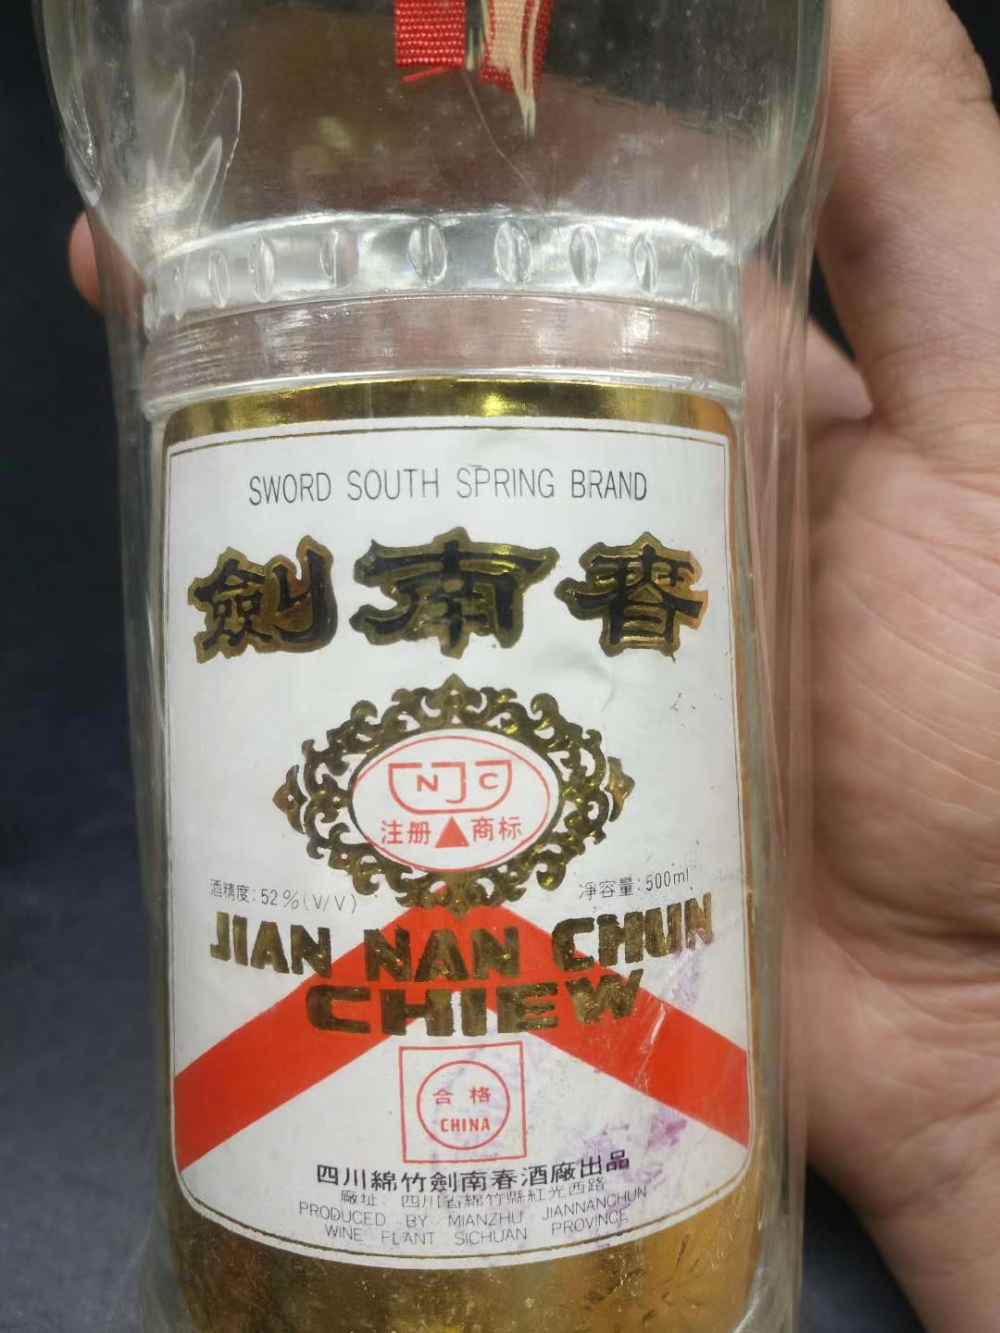 SWORD SOUTH SPRING BRAND
劍南春
NJC
注册▲商标
酒精度:52%(V/V)
凈容量:500ml
JIAN NAN CHUN
CHIEW
合格
CHINA
四川綿竹劍南春酒廠出品
廠址:四川省綿竹縣紅光西路
PRODUCED BY MIANZHU JIANNANCHUN
WINE PLANT SICHUAN PROVINCE